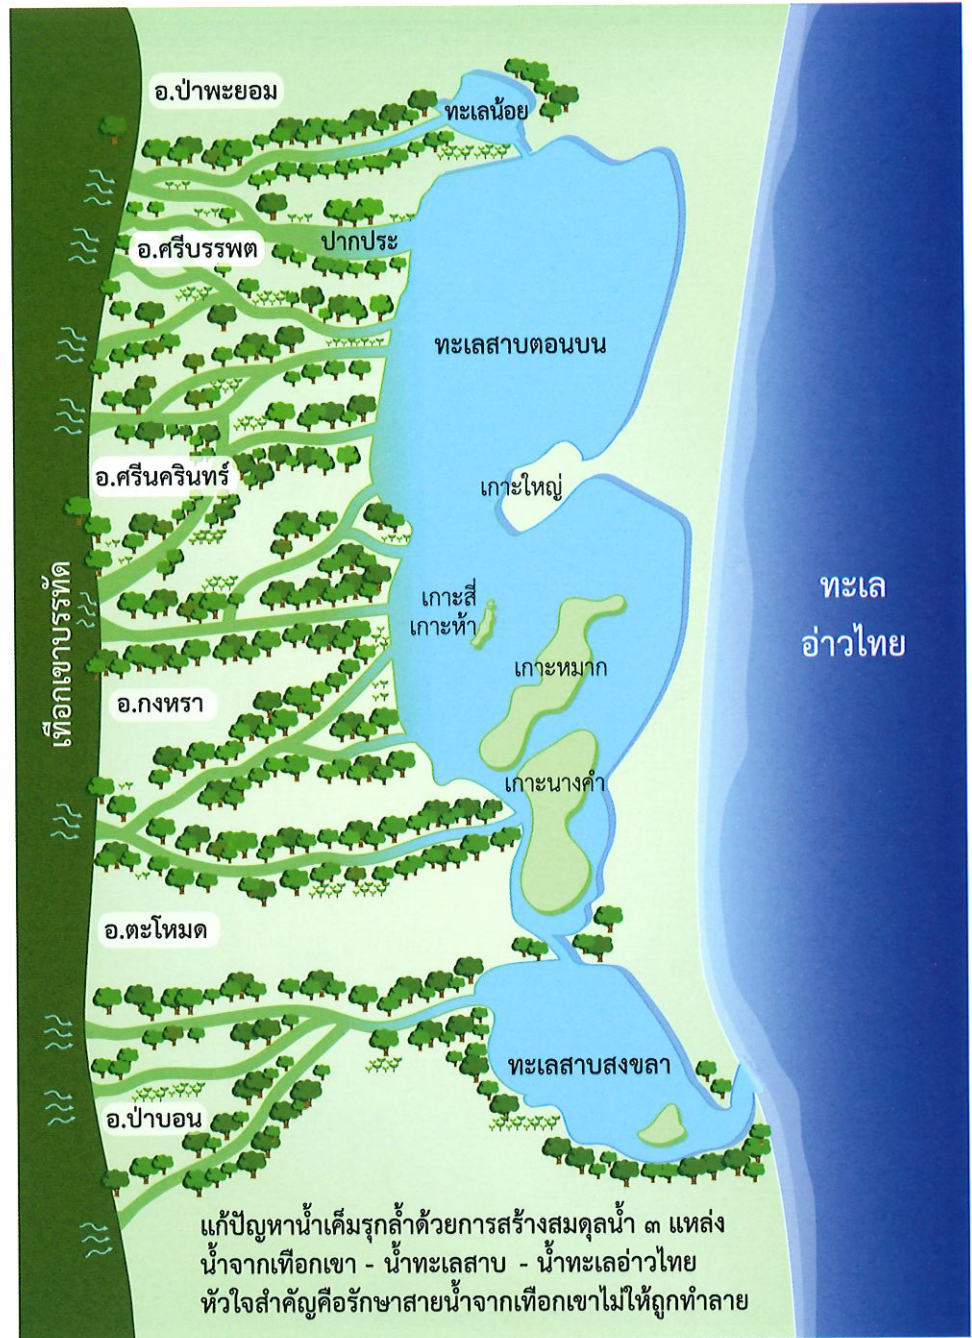 อ.ป่าพะยอม
ทะเลน้อย
ปากประ
อ.ศรีบรรพต
ทะเลสาบตอนบน
อ.ศรีนครินทร์
เกาะใหญ่
เทือกเขาบรรทัด
เกาะสี่
เกาะห้า
ทะเล
อ่าวไทย
เกาะหมาก
อ.กงหรา
เกาะนางคำ
อ.ตะโหมด
ทะเลสาบสงขลา
อ.ป่าบอน
แก้ปัญหาน้ำเค็มรุกล้ำด้วยการสร้างสมดุลน้ำ ๓ แหล่ง
น้ำจากเทือกเขา - น้ำทะเลสาบ - น้ำทะเลอ่าวไทย
หัวใจสำคัญคือรักษาสายน้ำจากเทือกเขาไม่ให้ถูกทำลาย